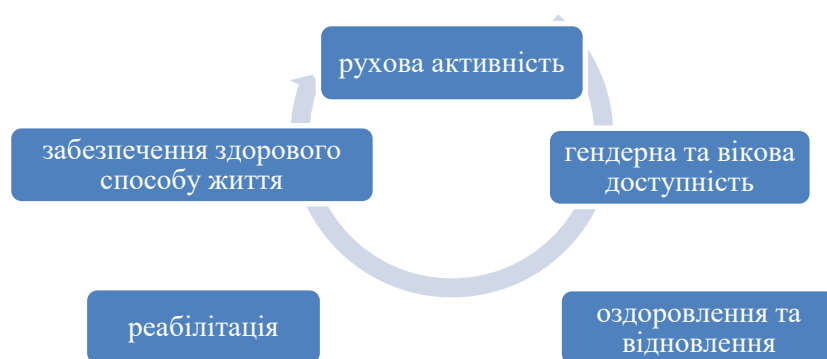 рухова активність
забезпечення здорового
способу життя
гендерна та вікова
доступність
реабілітація
оздоровлення та
відновлення